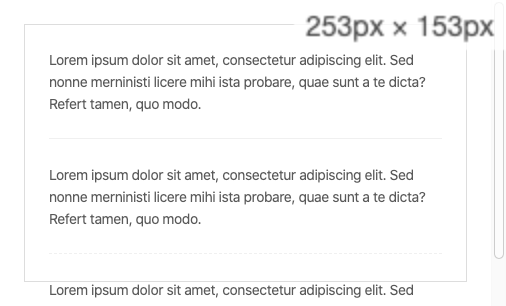 253px × 153px
Lorem ipsum dolor sit amet, consectetur adipiscing elit. Sed
nonne merninisti licere mihi ista probare, quae sunt a te dicta?
Refert tamen, quo modo.
Lorem ipsum dolor sit amet, consectetur adipiscing elit. Sed
nonne merninisti licere mihi ista probare, quae sunt a te dicta?
Refert tamen, quo modo.
Lorem ipsum dolor sit amet, consectetur adipiscing elit. Sed